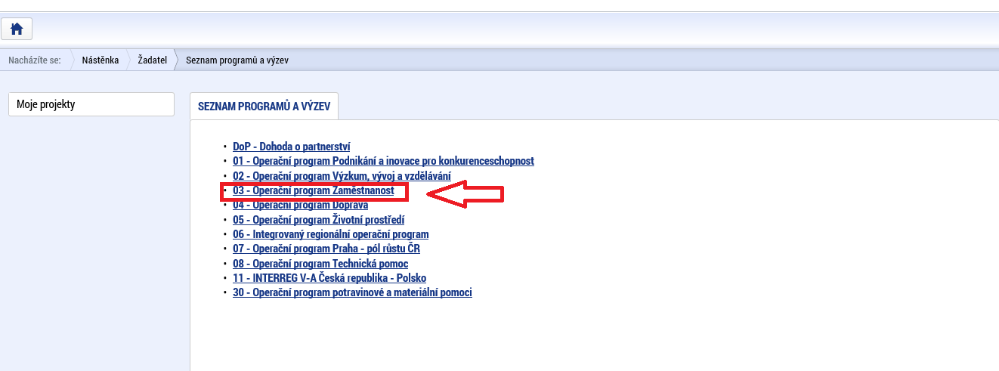 Nacházíte se: Nástěnka Žadatel Seznam programů a výzev
Moje projekty
SEZNAM PROGRAMŮ A VÝZEV
• DoP - Dohoda o partnerství
• 01 - Operační program Podnikání a inovace pro konkurenceschopnost
• 02 - Operační program Výzkum, vývoj a vzdělávání
• 03 - Operační program Zaměstnanost
• 04 - Operační program Doprava
• 05 - Operační program Životní prostředí
• 06 - Integrovaný regionální operační program
• 07 - Operační program Praha - pól růstu ČR
• 08 - Operační program Technická pomoc
• 11 - INTERREG V-A Česká republika - Polsko
• 30 - Operační program potravinové a materiální pomoci